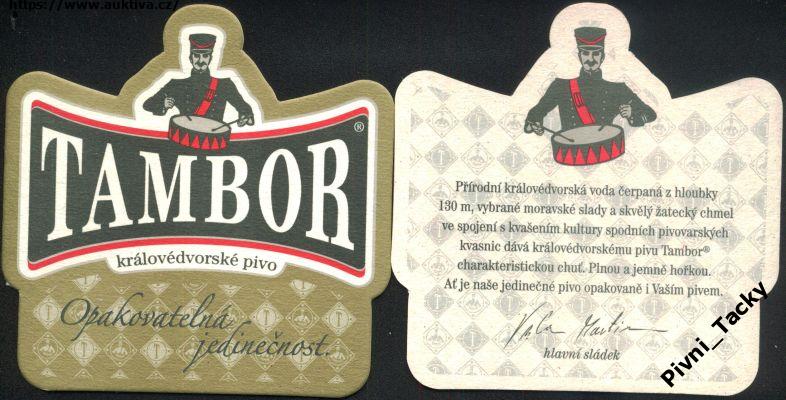 https://www.auktiva.cz/
TAMBOR®
královédvorské pivo
Opakovatelná
jedinečnost.
Přírodní královédvorská voda čerpaná z hloubky
130 m, vybrané moravské slady a skvělý žatecký chmel
ve spojení s kvašením kultury spodních pivovarských
kvasnic dává královédvorskému pivu Tambor®
charakteristickou chuť. Plnou a jemně hořkou.
Ať je naše jedinečné pivo opakovaně i Vaším pivem.
hlavní sládek
Pivni_Tacky